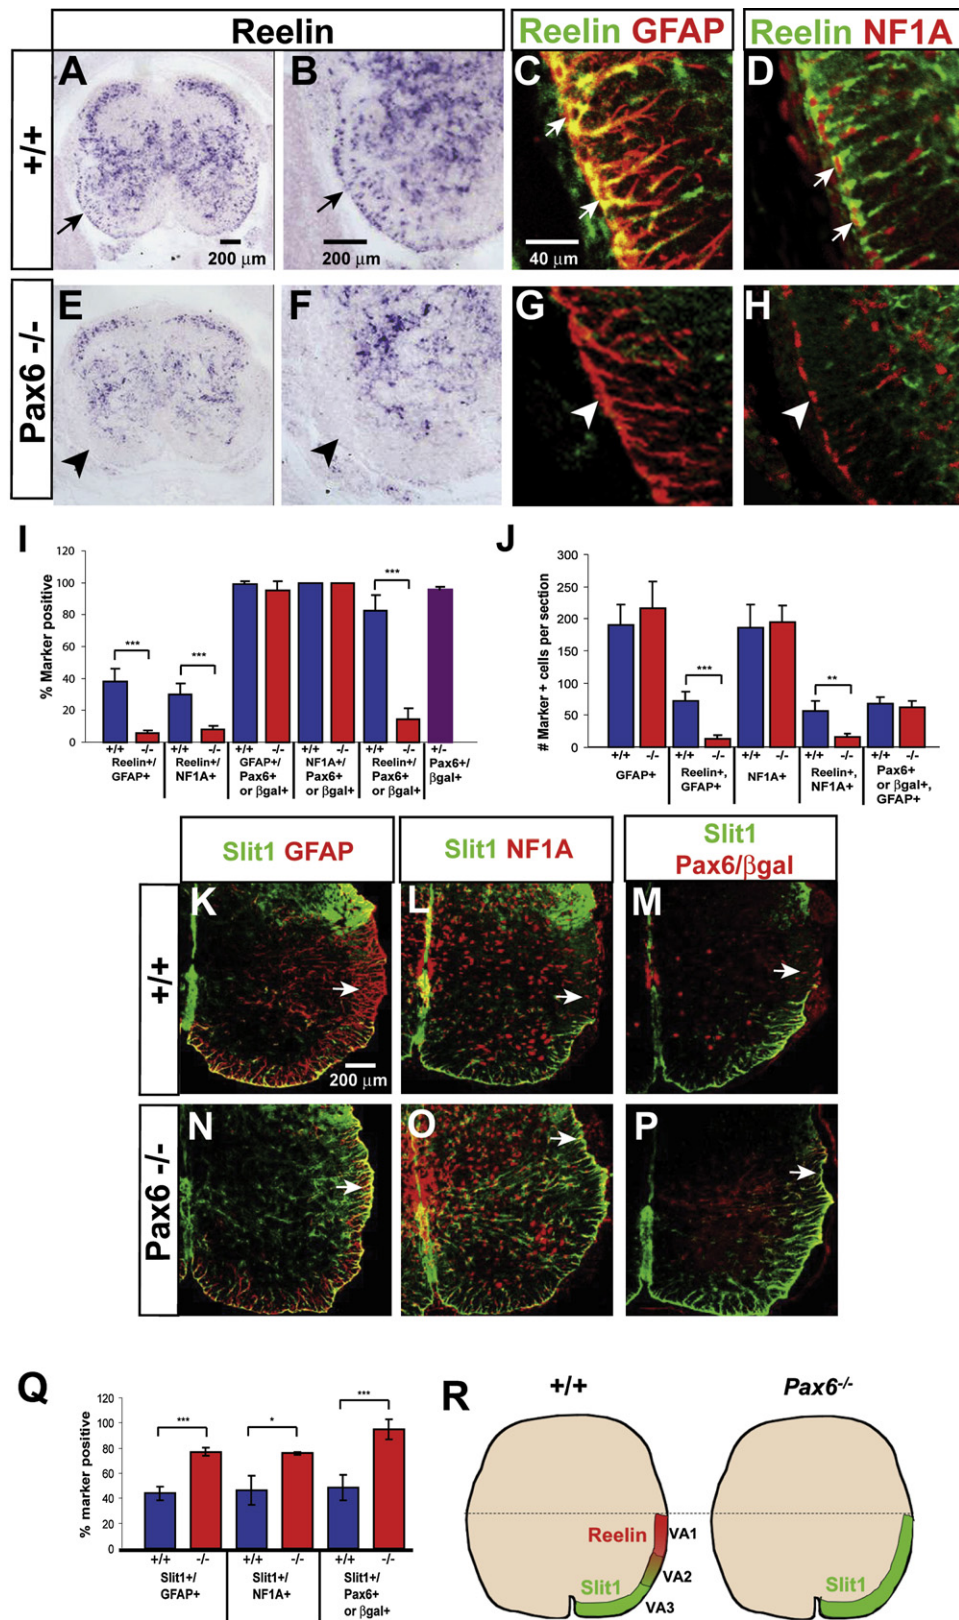 Reelin
Reelin GFAP
Reelin NF1A
+/+
A
B
C
D
200 µm
200 µm
40 µm
Pax6 -/-
E
F
G
H
I
% Marker positive
120
100
80
60
40
20
0
***
***
***
+/+ -/- +/+ -/- +/+ -/- +/+ -/- +/+ -/- +/-
Reelin+/ GFAP+
Reelin+/ NF1A+
GFAP+/ Pax6+ or βgal+
NF1A+/ Pax6+ or βgal+
Reelin+/ Pax6+ or βgal+
Pax6+/ βgal+
J
# Marker + cells per section
300
250
200
150
100
50
0
***
**
+/+ -/- +/+ -/- +/+ -/- +/+ -/- +/+ -/-
GFAP+
Reelin+, GFAP+
NF1A+
Reelin+, NF1A+
Pax6+ or βgal+, GFAP+
Slit1 GFAP
Slit1 NF1A
Slit1
Pax6/βgal
+/+
K
L
M
200 µm
Pax6 -/-
N
O
P
Q
% marker positive
120
100
80
60
40
20
0
***
*
***
+/+ -/- +/+ -/- +/+ -/-
Slit1+/ GFAP+
Slit1+/ NF1A+
Slit1+/ Pax6+ or βgal+
R
+/+
Pax6-/-
Reelin
VA1
VA2
VA3
Slit1
Slit1